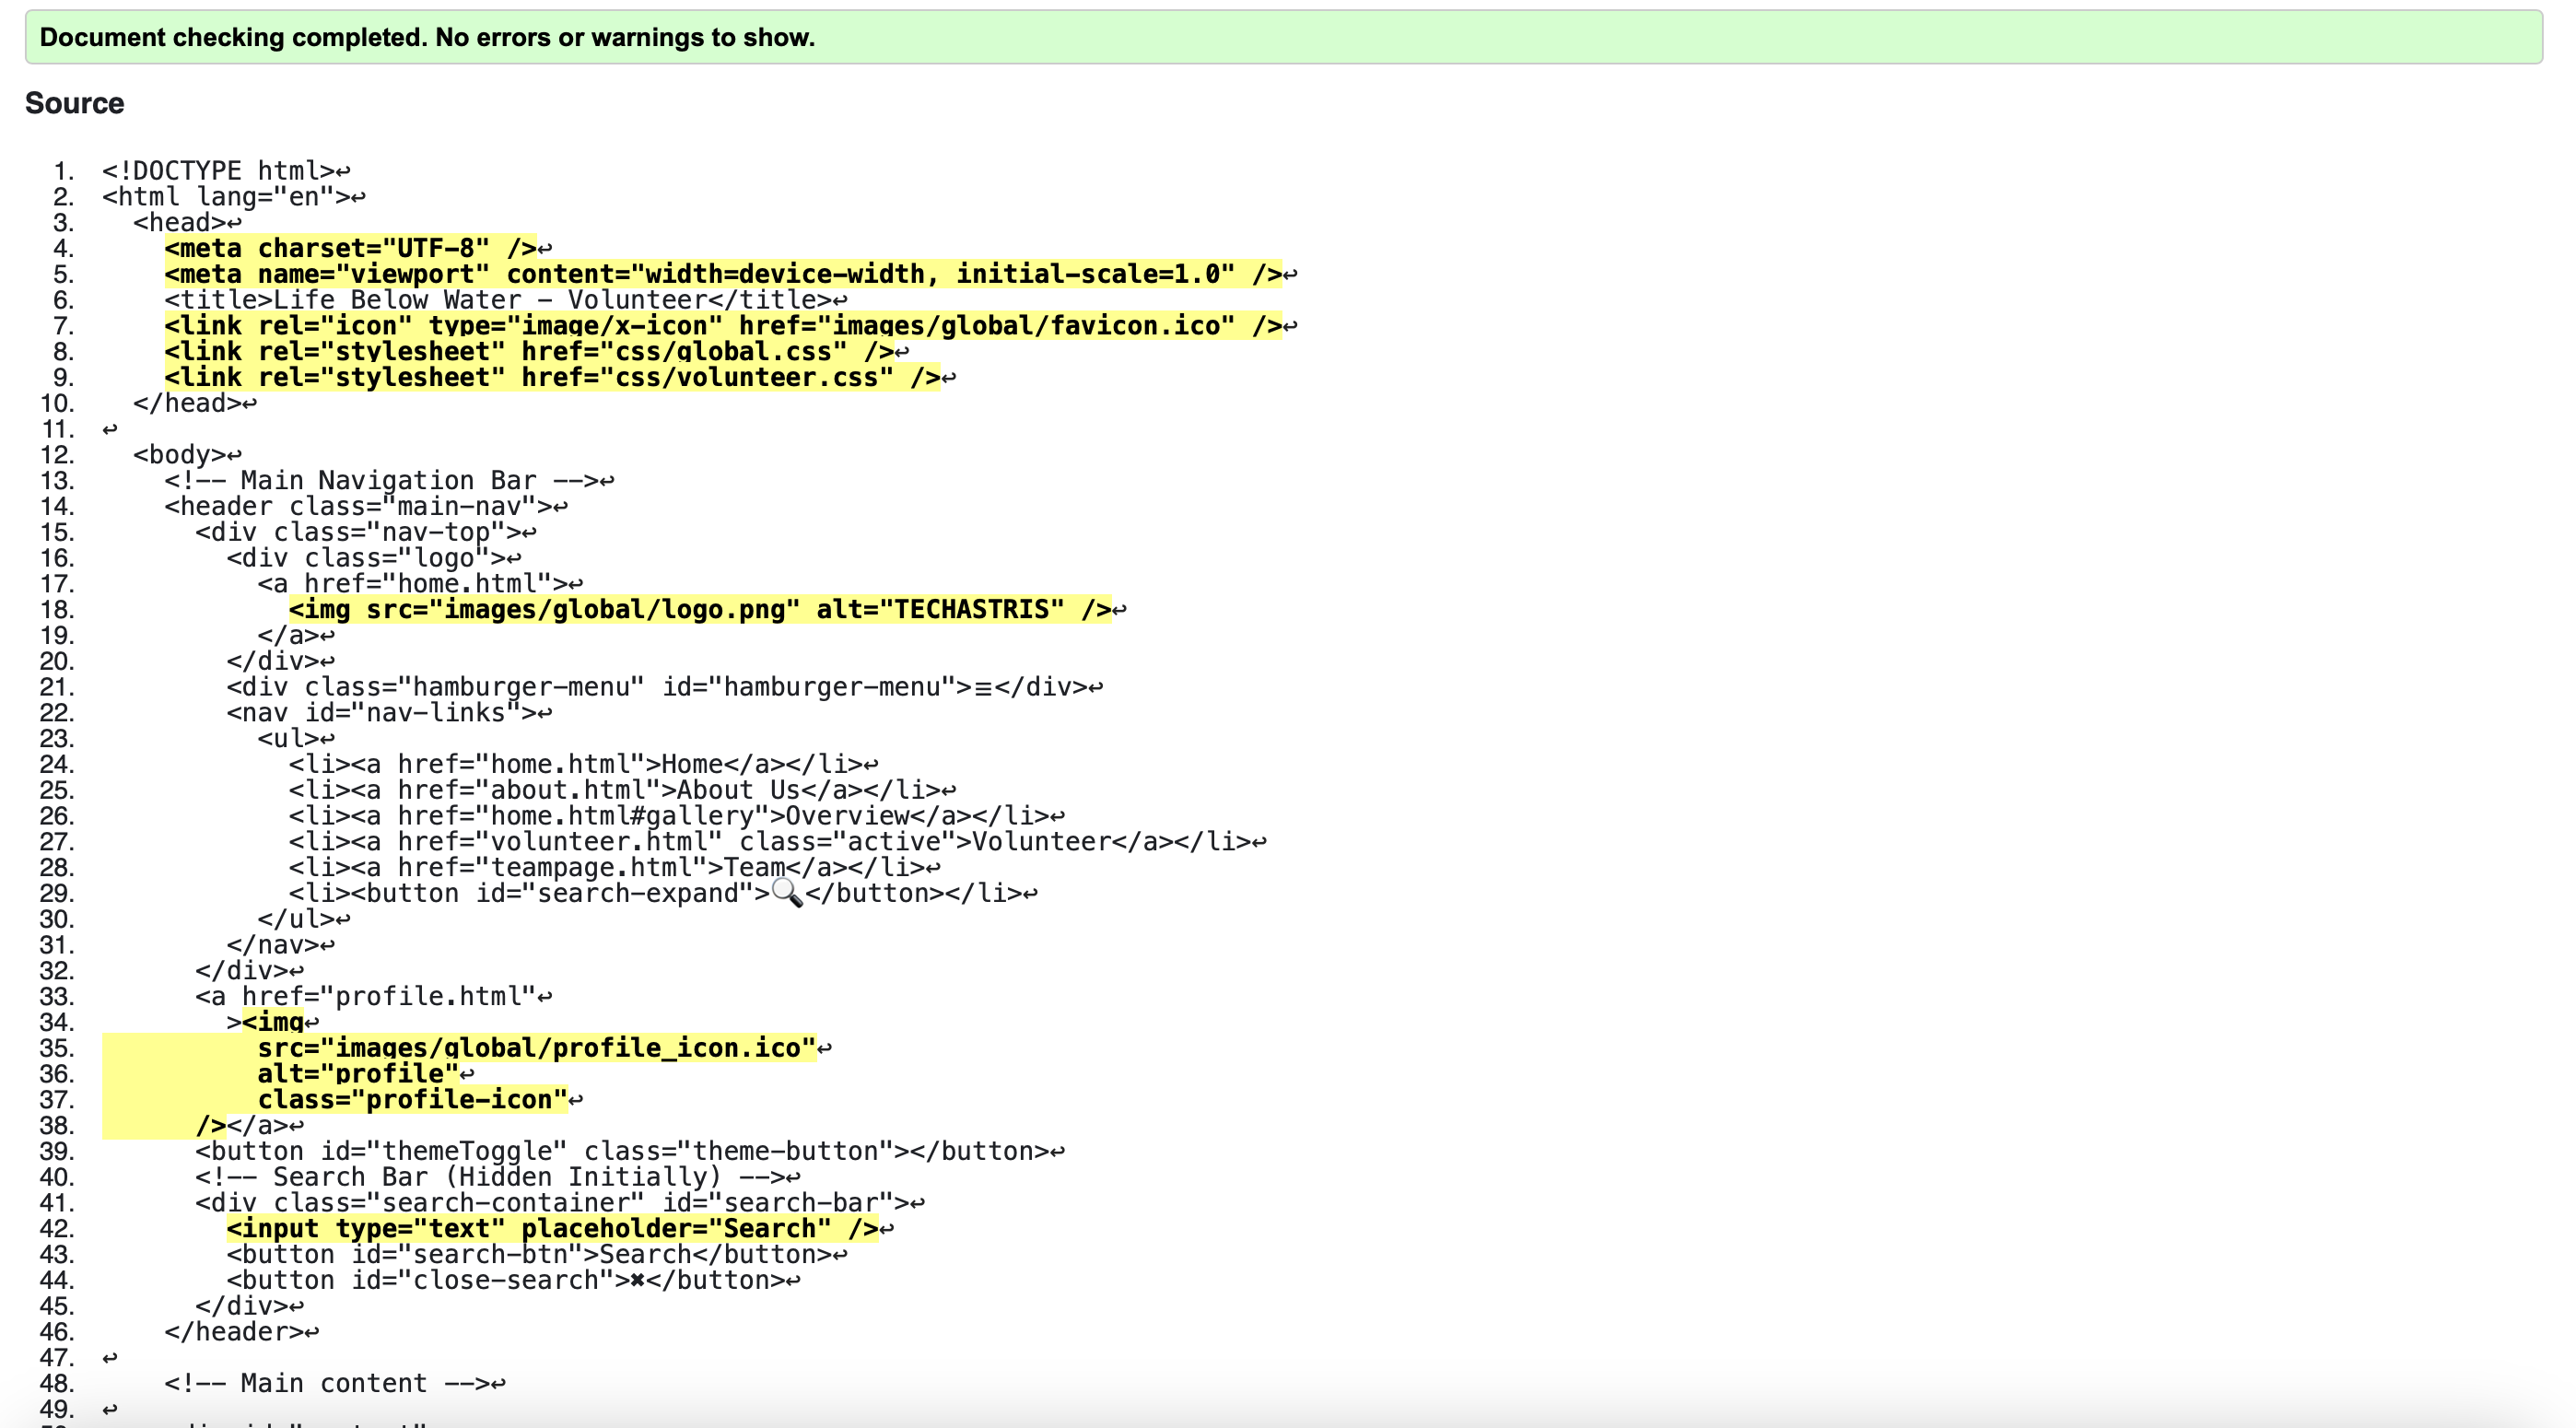 Document checking completed. No errors or warnings to show.
Source
1. <!DOCTYPE html>↩
2. <html lang="en">↩
3.   <head>↩
4.     <meta charset="UTF-8" />↩
5.     <meta name="viewport" content="width=device-width, initial-scale=1.0" />↩
6.     <title>Life Below Water - Volunteer</title>↩
7.     <link rel="icon" type="image/x-icon" href="images/global/favicon.ico" />↩
8.     <link rel="stylesheet" href="css/global.css" />↩
9.     <link rel="stylesheet" href="css/volunteer.css" />↩
10.   </head>↩
11. ↩
12.   <body>↩
13.     <!-- Main Navigation Bar -->↩
14.     <header class="main-nav">↩
15.       <div class="nav-top">↩
16.         <div class="logo">↩
17.           <a href="home.html">↩
18.             <img src="images/global/logo.png" alt="TECHASTRIS" />↩
19.           </a>↩
20.         </div>↩
21.         <div class="hamburger-menu" id="hamburger-menu">≡</div>↩
22.         <nav id="nav-links">↩
23.           <ul>↩
24.             <li><a href="home.html">Home</a></li>↩
25.             <li><a href="about.html">About Us</a></li>↩
26.             <li><a href="home.html#gallery">Overview</a></li>↩
27.             <li><a href="volunteer.html" class="active">Volunteer</a></li>↩
28.             <li><a href="teampage.html">Team</a></li>↩
29.             <li><button id="search-expand">🔍</button></li>↩
30.           </ul>↩
31.         </nav>↩
32.       </div>↩
33.       <a href="profile.html"↩
34.         ><img↩
35.           src="images/global/profile_icon.ico"↩
36.           alt="profile"↩
37.           class="profile-icon"↩
38.       /></a>↩
39.       <button id="themeToggle" class="theme-button"></button>↩
40.       <!-- Search Bar (Hidden Initially) -->↩
41.       <div class="search-container" id="search-bar">↩
42.         <input type="text" placeholder="Search" />↩
43.         <button id="search-btn">Search</button>↩
44.         <button id="close-search">✖</button>↩
45.       </div>↩
46.     </header>↩
47. ↩
48.     <!-- Main content -->↩
49. ↩